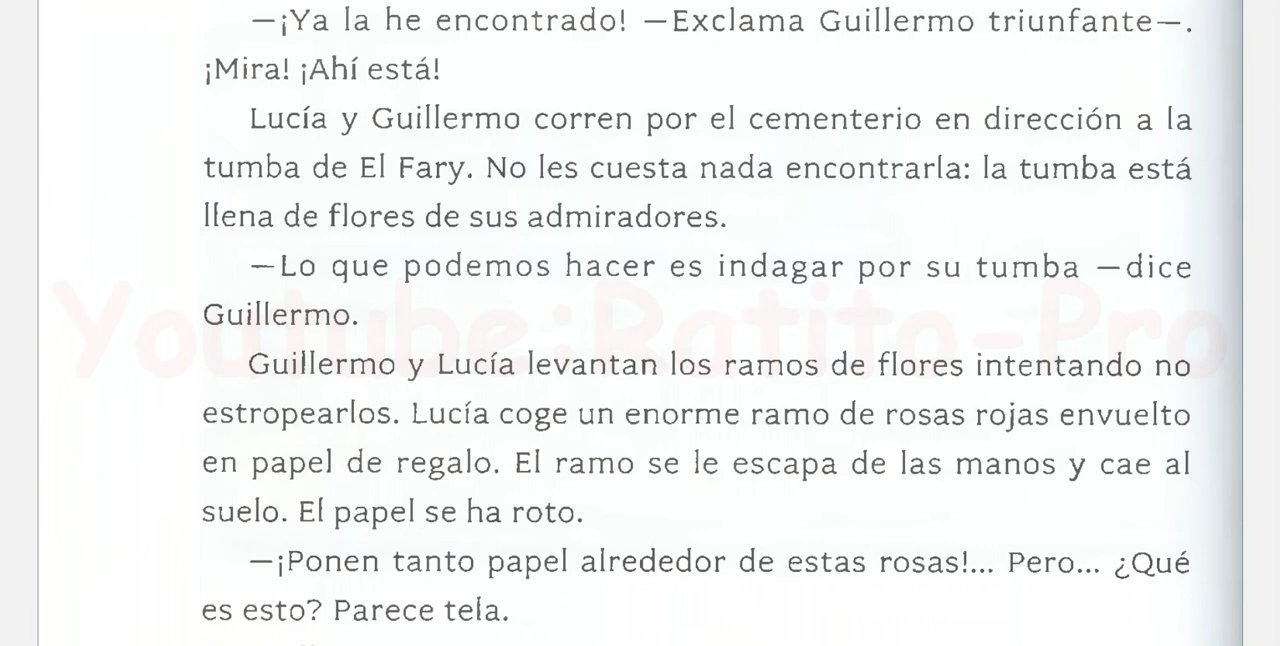 —¡Ya la he encontrado! —Exclama Guillermo triunfante—.
¡Mira! ¡Ahí está!
Lucía y Guillermo corren por el cementerio en dirección a la
tumba de El Fary. No les cuesta nada encontrarla: la tumba está
llena de flores de sus admiradores.
—Lo que podemos hacer es indagar por su tumba —dice
Guillermo.
Youtube:Ratito-Pro
Guillermo y Lucía levantan los ramos de flores intentando no
estropearlos. Lucía coge un enorme ramo de rosas rojas envuelto
en papel de regalo. El ramo se le escapa de las manos y cae al
suelo. El papel se ha roto.
—¡Ponen tanto papel alrededor de estas rosas!... Pero... ¿Qué
es esto? Parece tela.